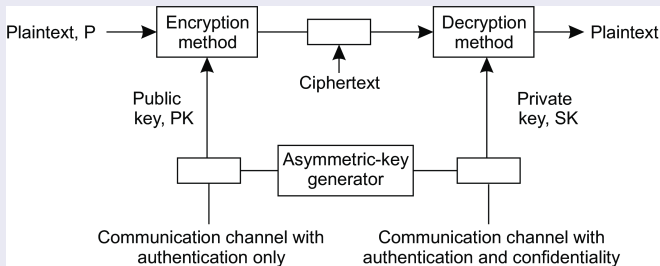 Plaintext, P
Encryption
method
Ciphertext
Decryption
method
Plaintext
Public
key, PK
Private
key, SK
Asymmetric-key
generator
Communication channel with
authentication only
Communication channel with
authentication and confidentiality